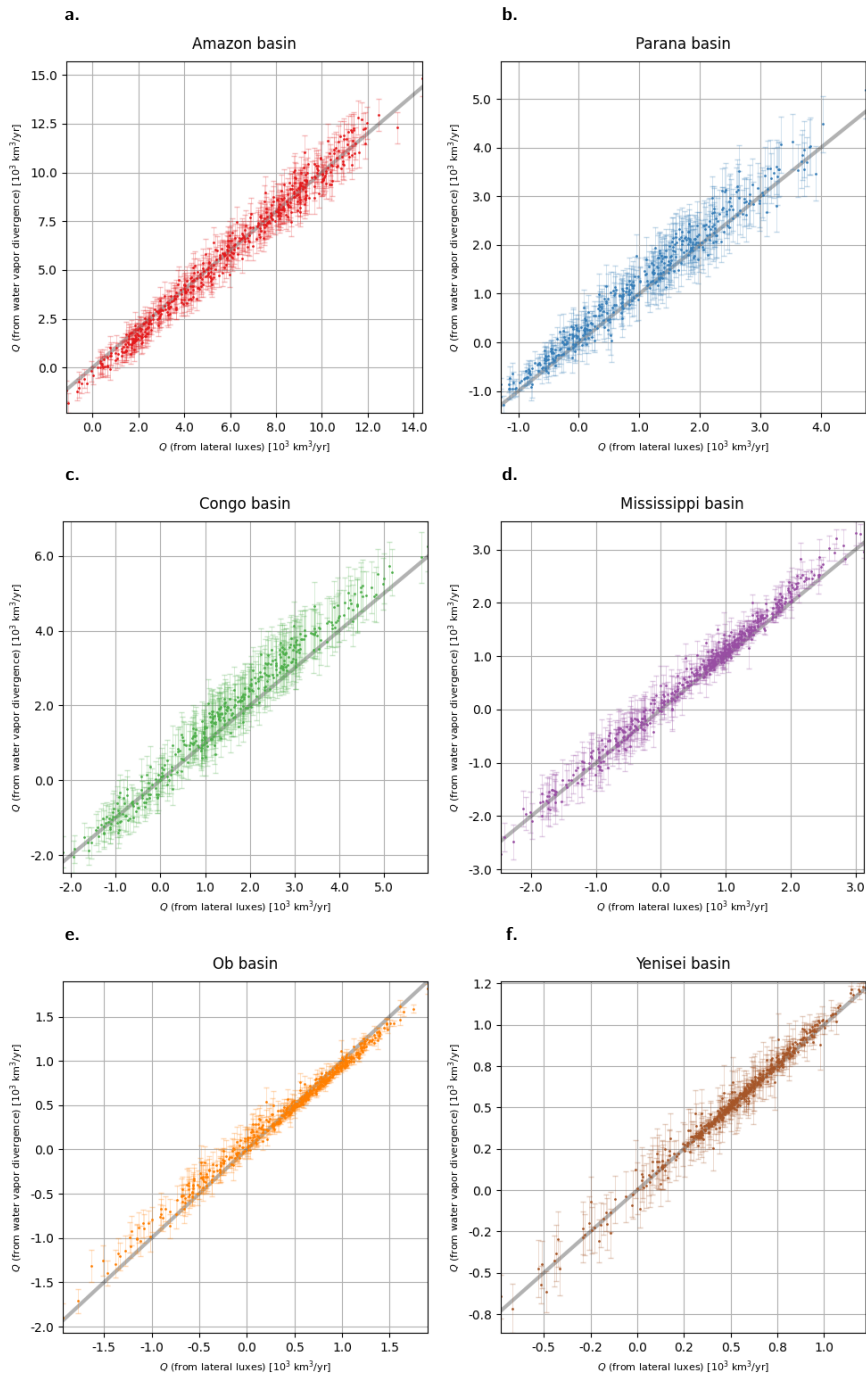 a.
Amazon basin
15.0
12.5
10.0
7.5
5.0
2.5
0.0
Q (from water vapor divergence) [10³ km³/yr]
0.0 2.0 4.0 6.0 8.0 10.0 12.0 14.0
Q (from lateral luxes) [10³ km³/yr]
b.
Parana basin
5.0
4.0
3.0
2.0
1.0
0.0
-1.0
Q (from water vapor divergence) [10³ km³/yr]
-1.0 0.0 1.0 2.0 3.0 4.0
Q (from lateral luxes) [10³ km³/yr]
c.
Congo basin
6.0
4.0
2.0
0.0
-2.0
Q (from water vapor divergence) [10³ km³/yr]
-2.0 -1.0 0.0 1.0 2.0 3.0 4.0 5.0
Q (from lateral luxes) [10³ km³/yr]
d.
Mississippi basin
3.0
2.0
1.0
0.0
-1.0
-2.0
-3.0
Q (from water vapor divergence) [10³ km³/yr]
-2.0 -1.0 0.0 1.0 2.0 3.0
Q (from lateral luxes) [10³ km³/yr]
e.
Ob basin
1.5
1.0
0.5
0.0
-0.5
-1.0
-1.5
-2.0
Q (from water vapor divergence) [10³ km³/yr]
-1.5 -1.0 -0.5 0.0 0.5 1.0 1.5
Q (from lateral luxes) [10³ km³/yr]
f.
Yenisei basin
1.2
1.0
0.8
0.5
0.2
0.0
-0.2
-0.5
-0.8
Q (from water vapor divergence) [10³ km³/yr]
-0.5 -0.2 0.0 0.2 0.5 0.8 1.0
Q (from lateral luxes) [10³ km³/yr]